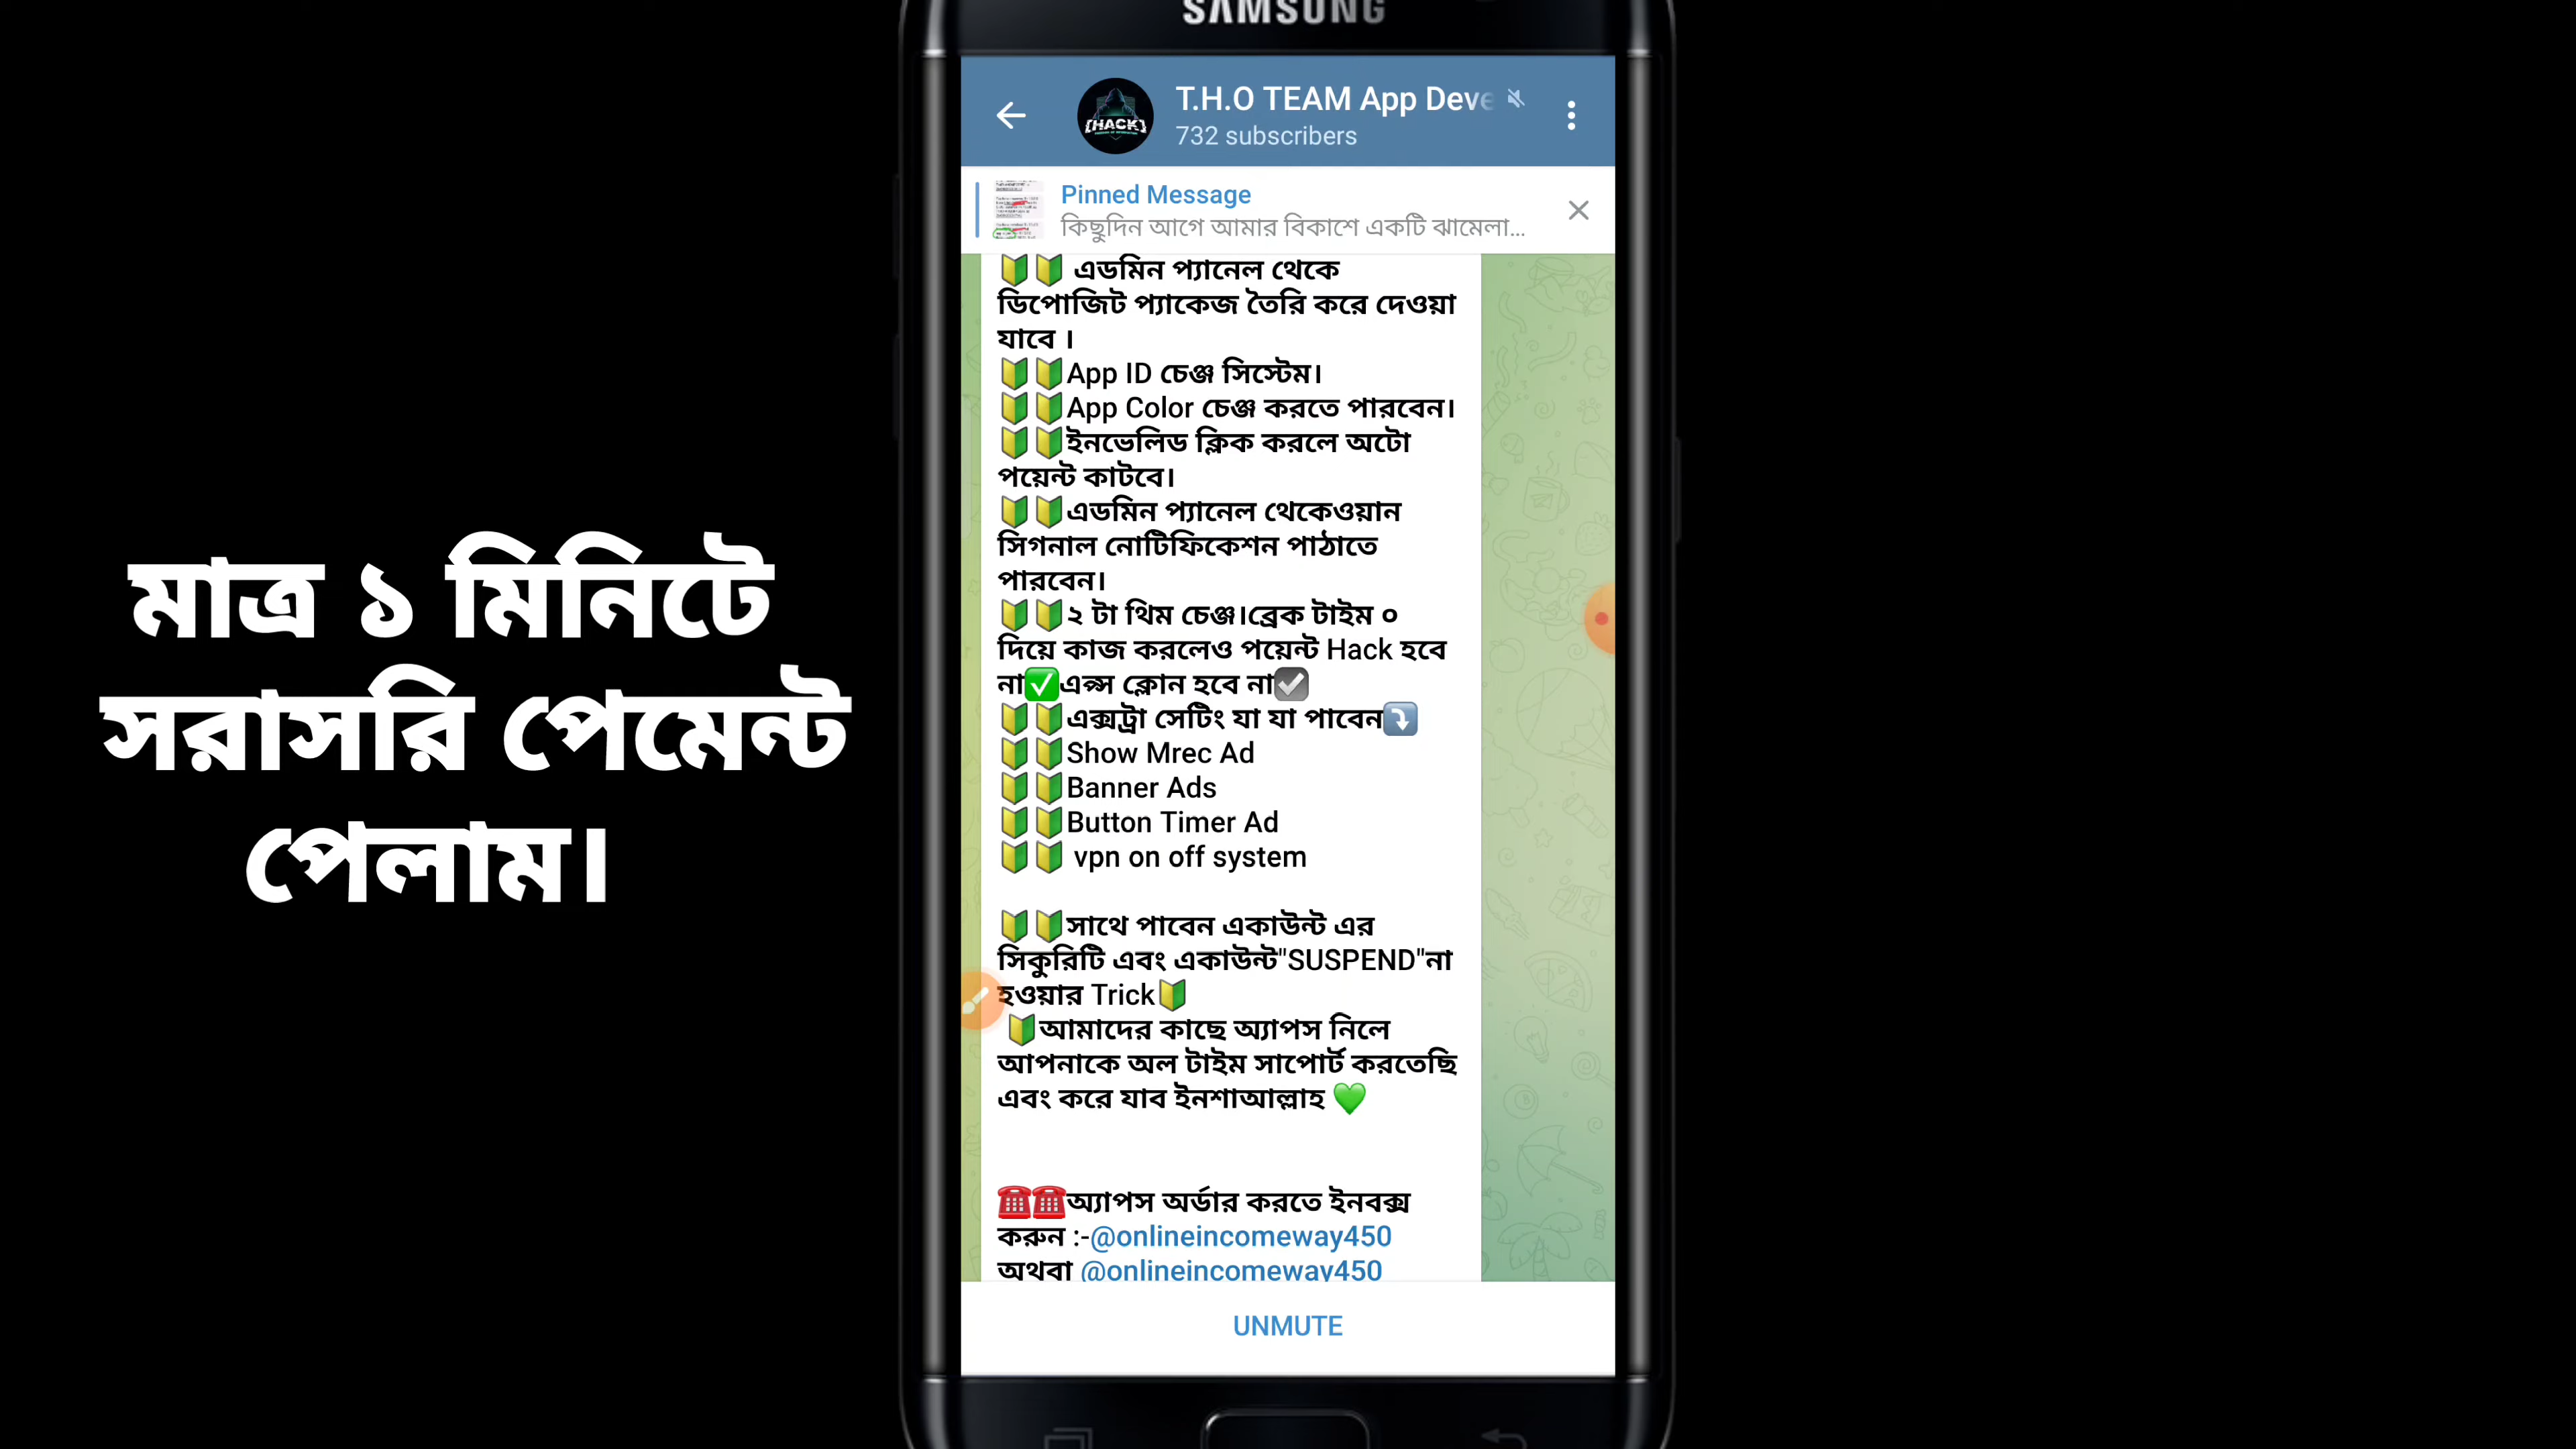 মাত্র ১ মিনিটে
সরাসরি পেমেন্ট
পেলাম।
SAMSUNG
[HACK]
T.H.O TEAM App Deve
732 subscribers
Pinned Message
কিছুদিন আগে আমার বিকাশে একটি ঝামেলা...
🔰🔰 এডমিন প্যানেল থেকে
ডিপোজিট প্যাকেজ তৈরি করে দেওয়া
যাবে ।
🔰🔰App ID চেঞ্জ সিস্টেম।
🔰🔰App Color চেঞ্জ করতে পারবেন।
🔰🔰ইনভেলিড ক্লিক করলে অটো
পয়েন্ট কাটবে।
🔰🔰এডমিন প্যানেল থেকেওয়ান
সিগনাল নোটিফিকেশন পাঠাতে
পারবেন।
🔰🔰২ টা থিম চেঞ্জ।ব্রেক টাইম ০
দিয়ে কাজ করলেও পয়েন্ট Hack হবে
না✅এপ্স ক্লোন হবে না☑
🔰🔰এক্সট্রা সেটিং যা যা পাবেন⤵
🔰🔰Show Mrec Ad
🔰🔰Banner Ads
🔰🔰Button Timer Ad
🔰🔰 vpn on off system
🔰🔰সাথে পাবেন একাউন্ট এর
সিকুরিটি এবং একাউন্ট"SUSPEND"না
হওয়ার Trick🔰
🔰আমাদের কাছে অ্যাপস নিলে
আপনাকে অল টাইম সাপোর্ট করতেছি
এবং করে যাব ইনশাআল্লাহ 💚
☎☎অ্যাপস অর্ডার করতে ইনবক্স
করুন :-@onlineincomeway450
অথবা @onlineincomeway450
UNMUTE